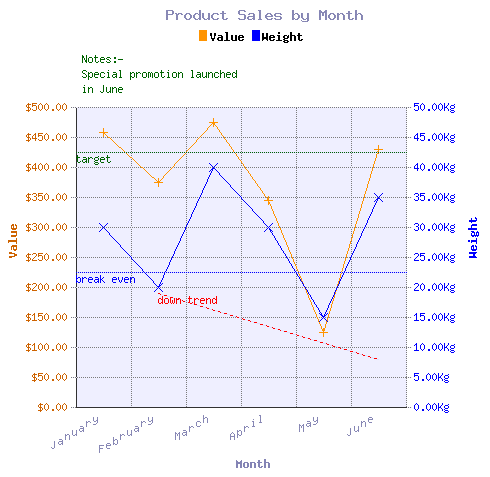 Product Sales by Month
Value Weight
Notes:-
Special promotion launched
in June
$500.00 50.00Kg
$450.00 45.00Kg
target
$400.00 40.00Kg
$350.00 35.00Kg
$300.00 30.00Kg
Value
Weight
$250.00 25.00Kg
break even
$200.00 20.00Kg
down trend
$150.00 15.00Kg
$100.00 10.00Kg
$50.00 5.00Kg
$0.00 0.00Kg
January February March April May June
Month